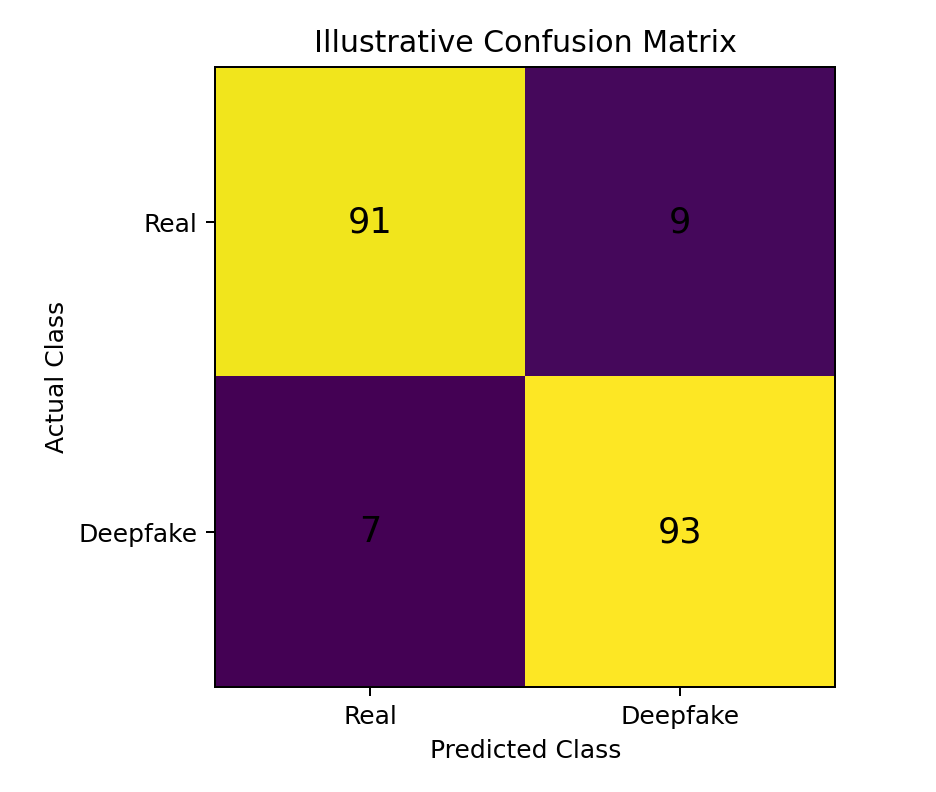 Illustrative Confusion Matrix
Actual Class
Real
91
9
Deepfake
7
93
Real
Deepfake
Predicted Class